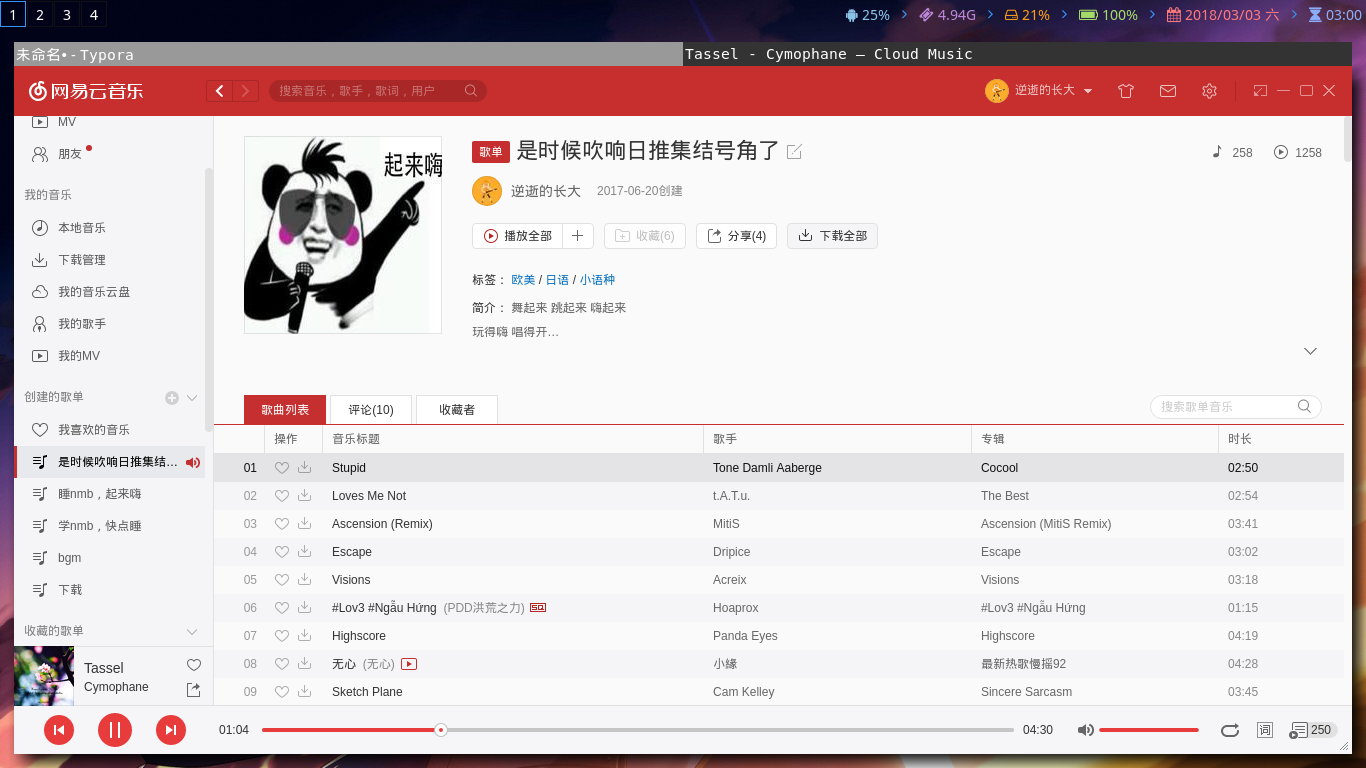 1 2 3 4 25% 4.94G 21% 100% 2018/03/03 六 03:00
未命名• - Typora
Tassel - Cymophane — Cloud Music
网易云音乐
搜索音乐，歌手，歌词，用户
逆逝的长大
MV
朋友
我的音乐
本地音乐
下载管理
我的音乐云盘
我的歌手
我的MV
创建的歌单
我喜欢的音乐
是时候吹响日推集结...
睡nmb，起来嗨
学nmb，快点睡
bgm
下载
收藏的歌单
Tassel
Cymophane
起来嗨
歌单 是时候吹响日推集结号角了
258 1258
逆逝的长大 2017-06-20创建
播放全部 + 收藏(6) 分享(4) 下载全部
标签： 欧美 / 日语 / 小语种
简介： 舞起来 跳起来 嗨起来
玩得嗨 唱得开…
歌曲列表 评论(10) 收藏者
搜索歌单音乐
操作 音乐标题 歌手 专辑 时长
01 Stupid Tone Damli Aaberge Cocool 02:50
02 Loves Me Not t.A.T.u. The Best 02:54
03 Ascension (Remix) MitiS Ascension (MitiS Remix) 03:41
04 Escape Dripice Escape 03:02
05 Visions Acreix Visions 03:18
06 #Lov3 #Ngẫu Hứng (PDD洪荒之力) SQ Hoaprox #Lov3 #Ngẫu Hứng 01:15
07 Highscore Panda Eyes Highscore 04:19
08 无心 (无心) 小緣 最新热歌慢摇92 04:28
09 Sketch Plane Cam Kelley Sincere Sarcasm 03:45
01:04 04:30 词 250